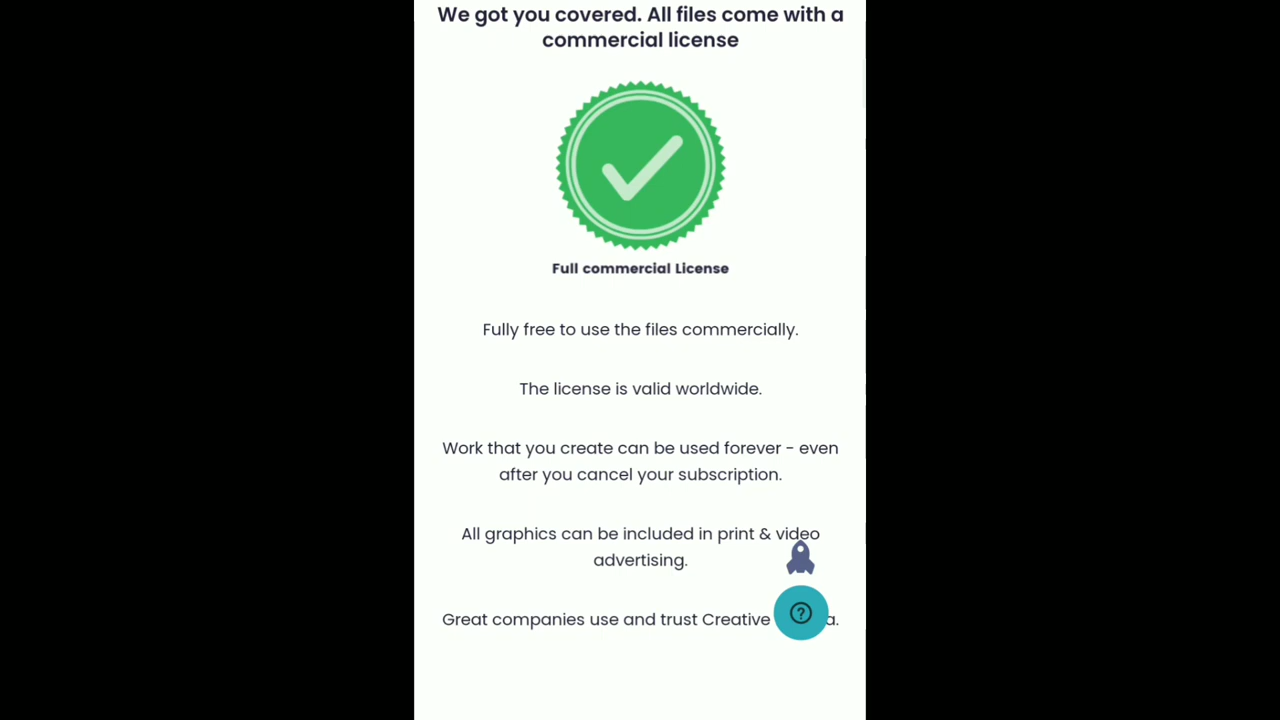 We got you covered. All files come with a
commercial license
Full commercial License
Fully free to use the files commercially.
The license is valid worldwide.
Work that you create can be used forever - even
after you cancel your subscription.
All graphics can be included in print & video
advertising.
Great companies use and trust Creative
?